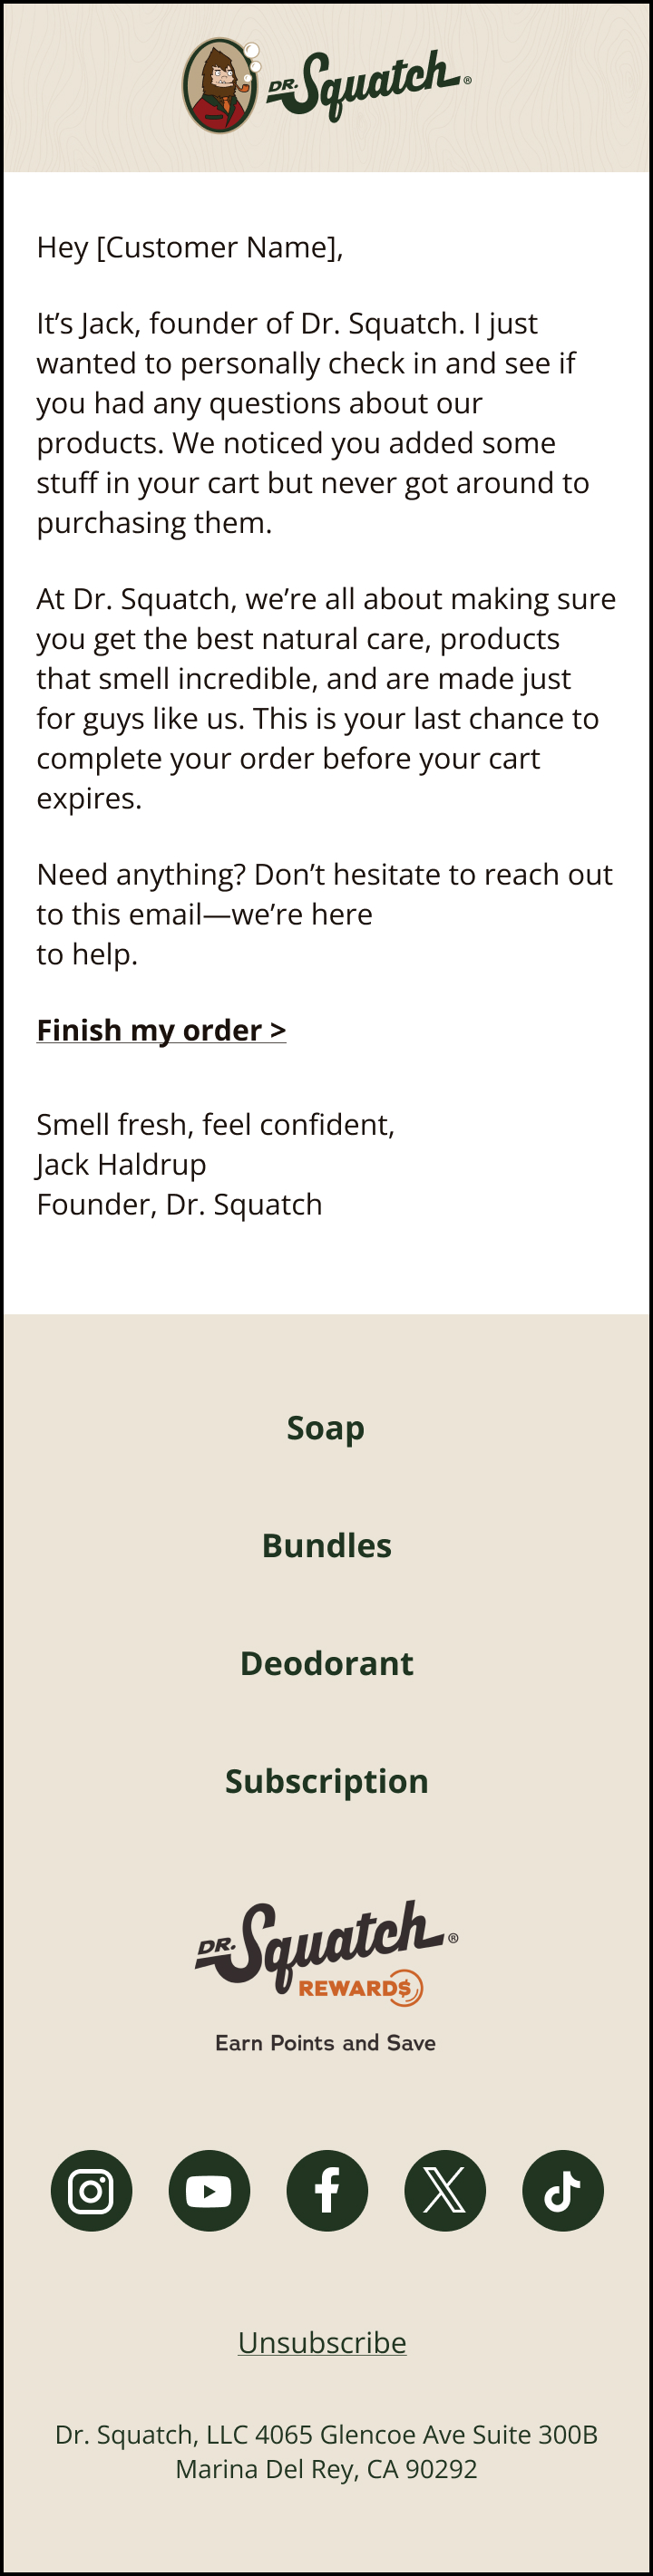 DR. Squatch®
Hey [Customer Name],
It’s Jack, founder of Dr. Squatch. I just
wanted to personally check in and see if
you had any questions about our
products. We noticed you added some
stuff in your cart but never got around to
purchasing them.
At Dr. Squatch, we’re all about making sure
you get the best natural care, products
that smell incredible, and are made just
for guys like us. This is your last chance to
complete your order before your cart
expires.
Need anything? Don’t hesitate to reach out
to this email—we’re here
to help.
Finish my order >
Smell fresh, feel confident,
Jack Haldrup
Founder, Dr. Squatch
Soap
Bundles
Deodorant
Subscription
DR. Squatch®
REWARD$
Earn Points and Save
Unsubscribe
Dr. Squatch, LLC 4065 Glencoe Ave Suite 300B
Marina Del Rey, CA 90292